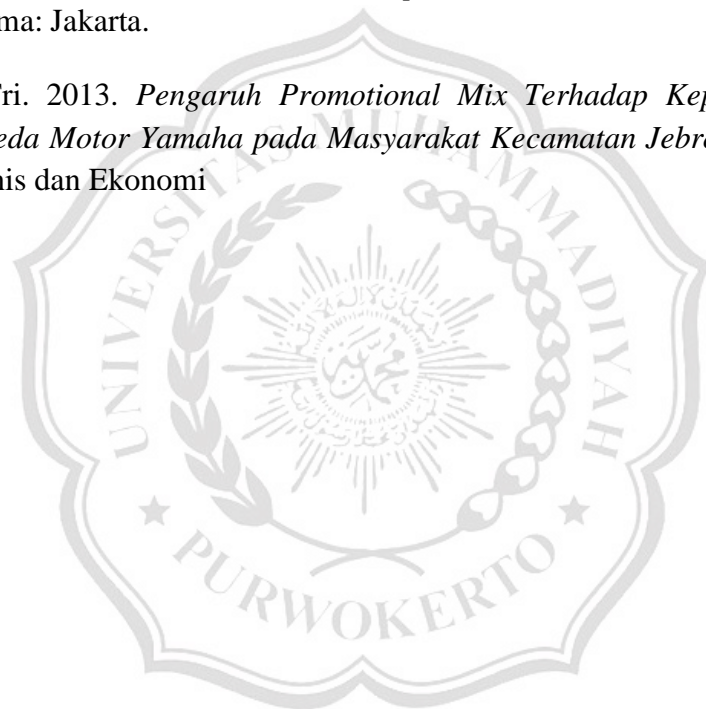 ma: Jakarta.
ri. 2013. Pengaruh Promotional Mix Terhadap Kep
eda Motor Yamaha pada Masyarakat Kecamatan Jebr
nis dan Ekonomi
UNIVERSITAS MUHAMMADIYAH
PURWOKERTO